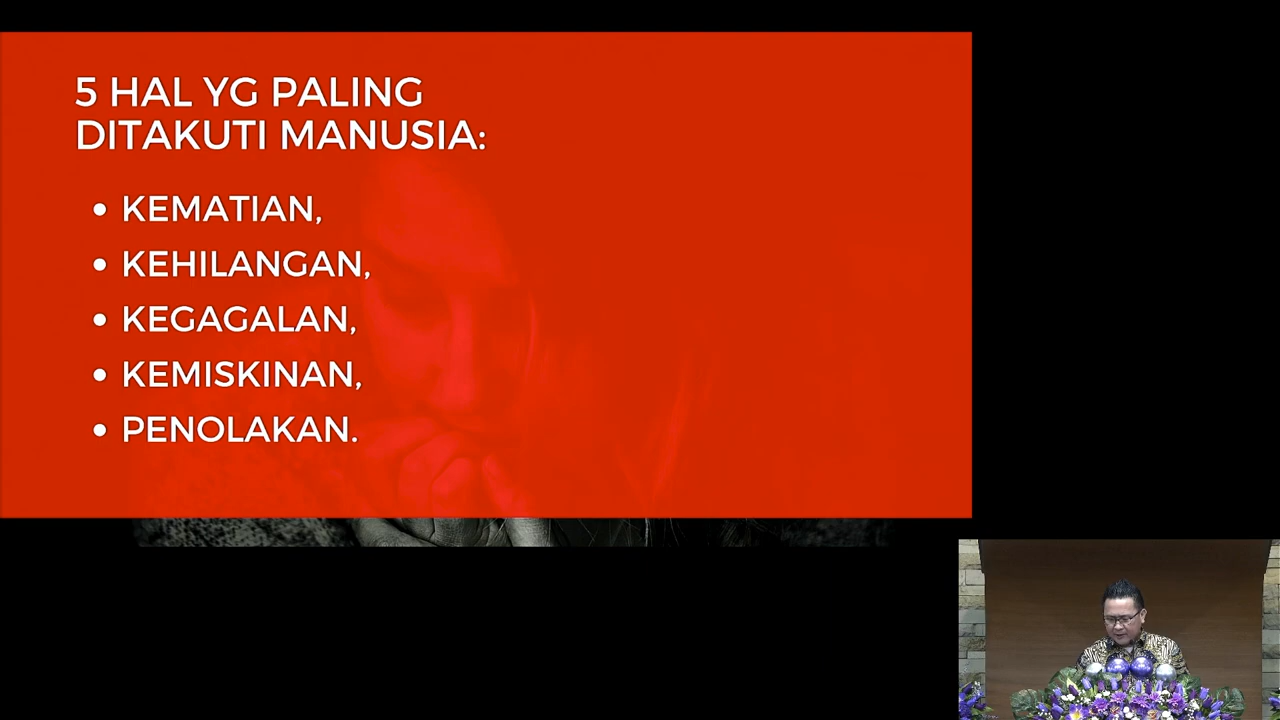 5 HAL YG PALING
DITAKUTI MANUSIA:
• KEMATIAN,
• KEHILANGAN,
• KEGAGALAN,
• KEMISKINAN,
• PENOLAKAN.